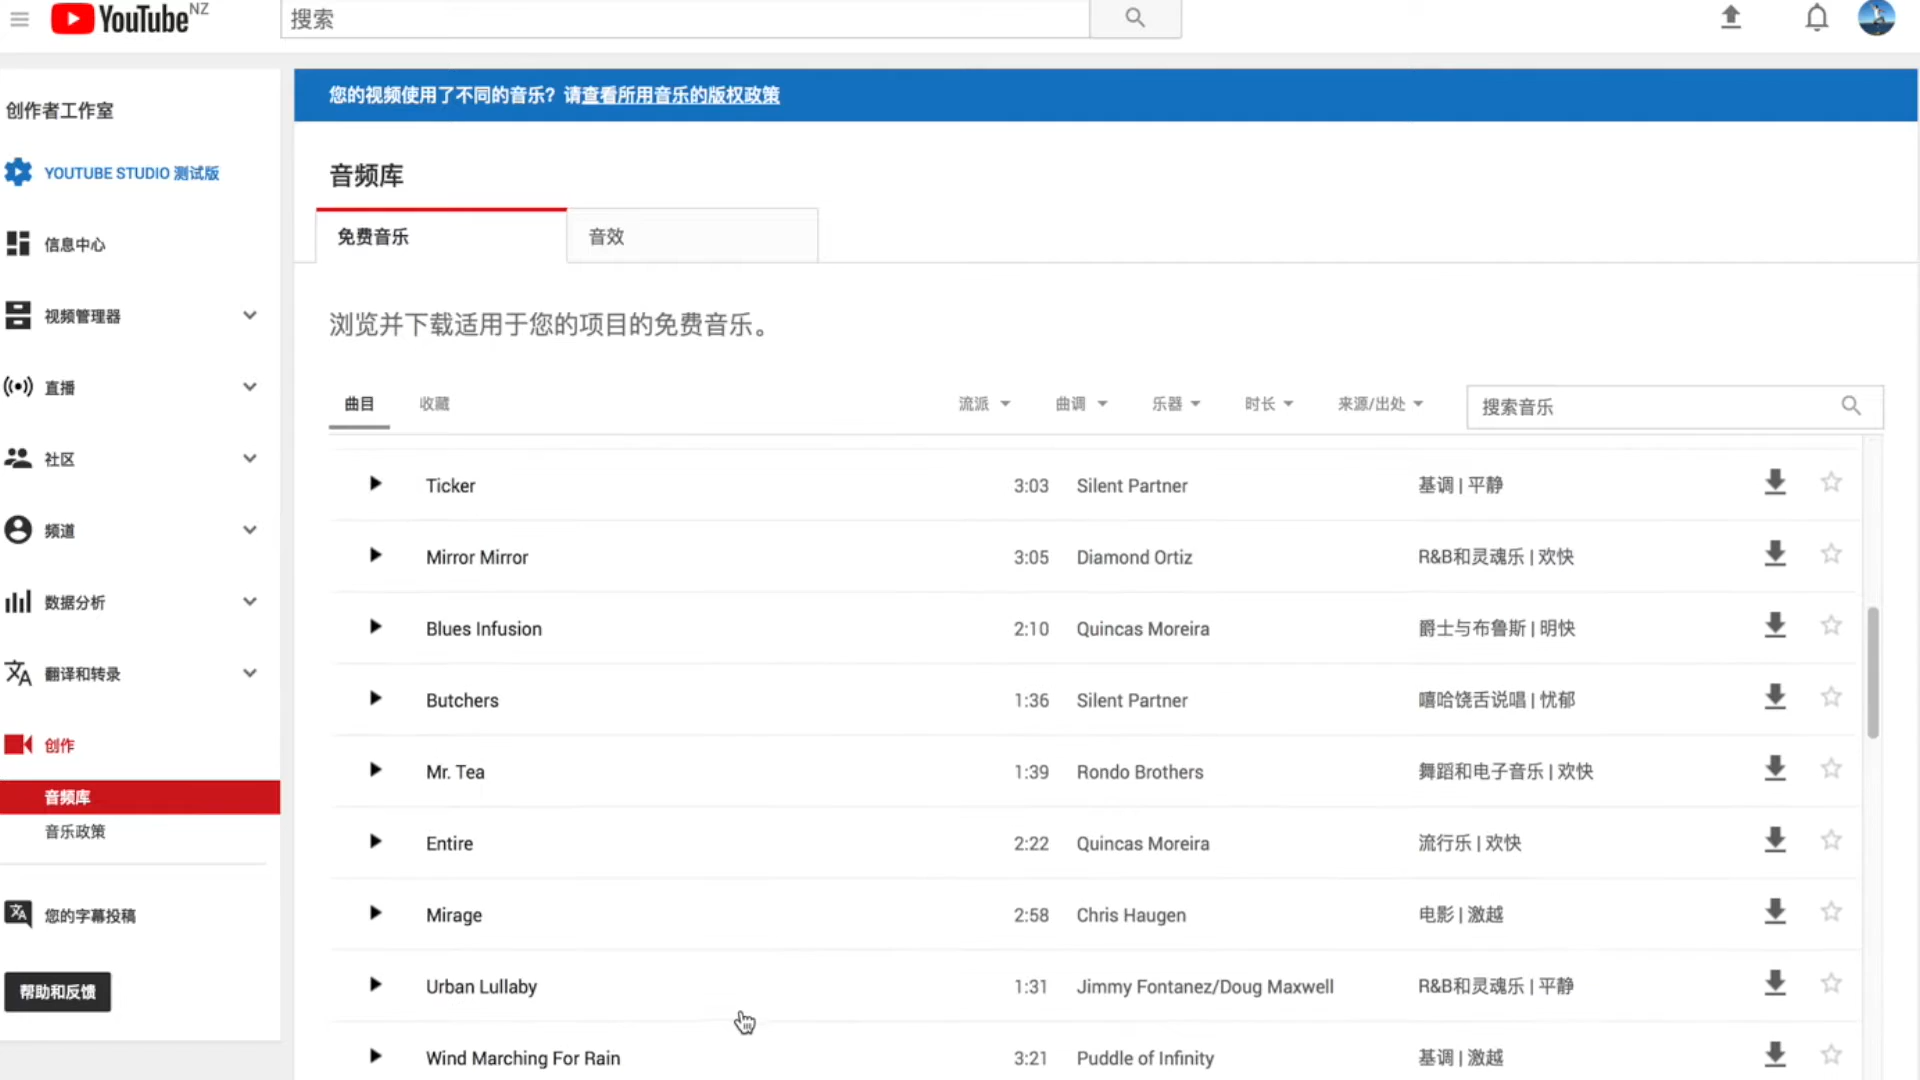 YouTube NZ
搜索
创作者工作室
YOUTUBE STUDIO 测试版
信息中心
视频管理器
直播
社区
频道
数据分析
翻译和转录
创作
音频库
音乐政策
您的字幕投稿
帮助和反馈
您的视频使用了不同的音乐？请查看所用音乐的版权政策
音频库
免费音乐 音效
浏览并下载适用于您的项目的免费音乐。
曲目 收藏 流派 曲调 乐器 时长 来源/出处 搜索音乐
Ticker 3:03 Silent Partner 基调 | 平静
Mirror Mirror 3:05 Diamond Ortiz R&B和灵魂乐 | 欢快
Blues Infusion 2:10 Quincas Moreira 爵士与布鲁斯 | 明快
Butchers 1:36 Silent Partner 嘻哈饶舌说唱 | 忧郁
Mr. Tea 1:39 Rondo Brothers 舞蹈和电子音乐 | 欢快
Entire 2:22 Quincas Moreira 流行乐 | 欢快
Mirage 2:58 Chris Haugen 电影 | 激越
Urban Lullaby 1:31 Jimmy Fontanez/Doug Maxwell R&B和灵魂乐 | 平静
Wind Marching For Rain 3:21 Puddle of Infinity 基调 | 激越